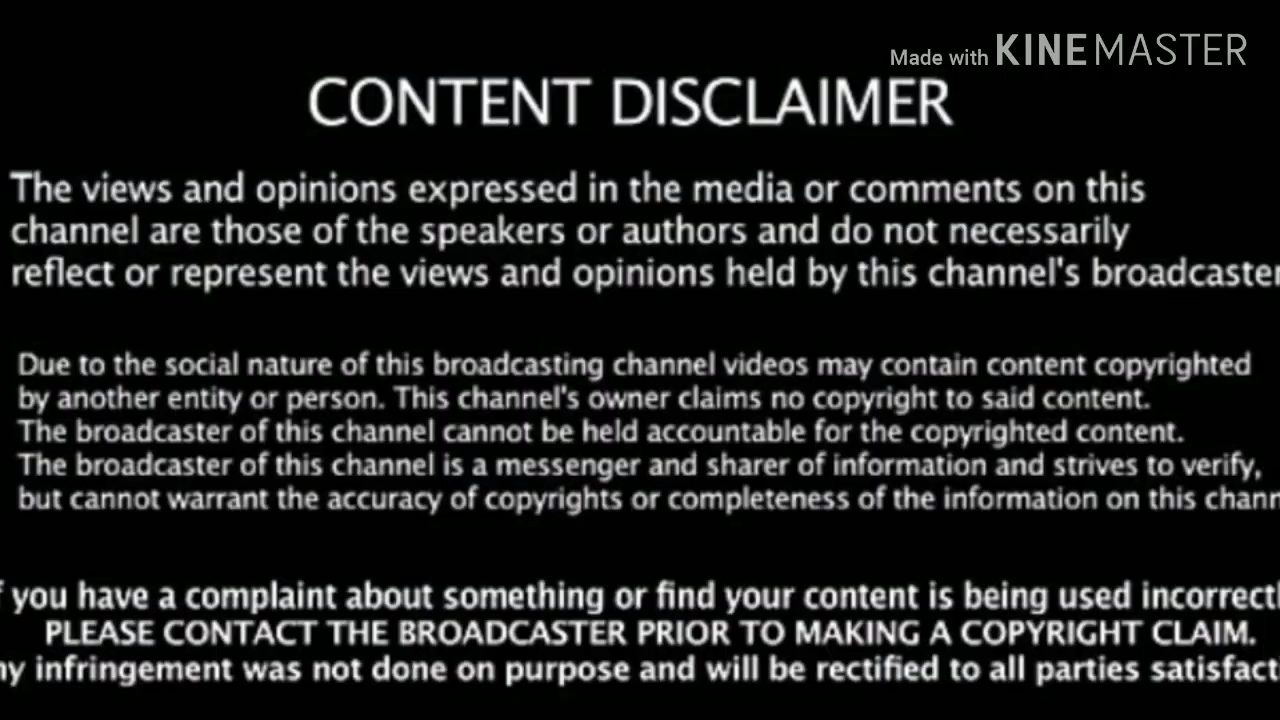 Made with KINEMASTER
CONTENT DISCLAIMER
The views and opinions expressed in the media or comments on this
channel are those of the speakers or authors and do not necessarily
reflect or represent the views and opinions held by this channel's broadcaster
Due to the social nature of this broadcasting channel videos may contain content copyrighted
by another entity or person. This channel's owner claims no copyright to said content.
The broadcaster of this channel cannot be held accountable for the copyrighted content.
The broadcaster of this channel is a messenger and sharer of information and strives to verify,
but cannot warrant the accuracy of copyrights or completeness of the information on this chann
f you have a complaint about something or find your content is being used incorrectl
PLEASE CONTACT THE BROADCASTER PRIOR TO MAKING A COPYRIGHT CLAIM.
ny infringement was not done on purpose and will be rectified to all parties satisfacti